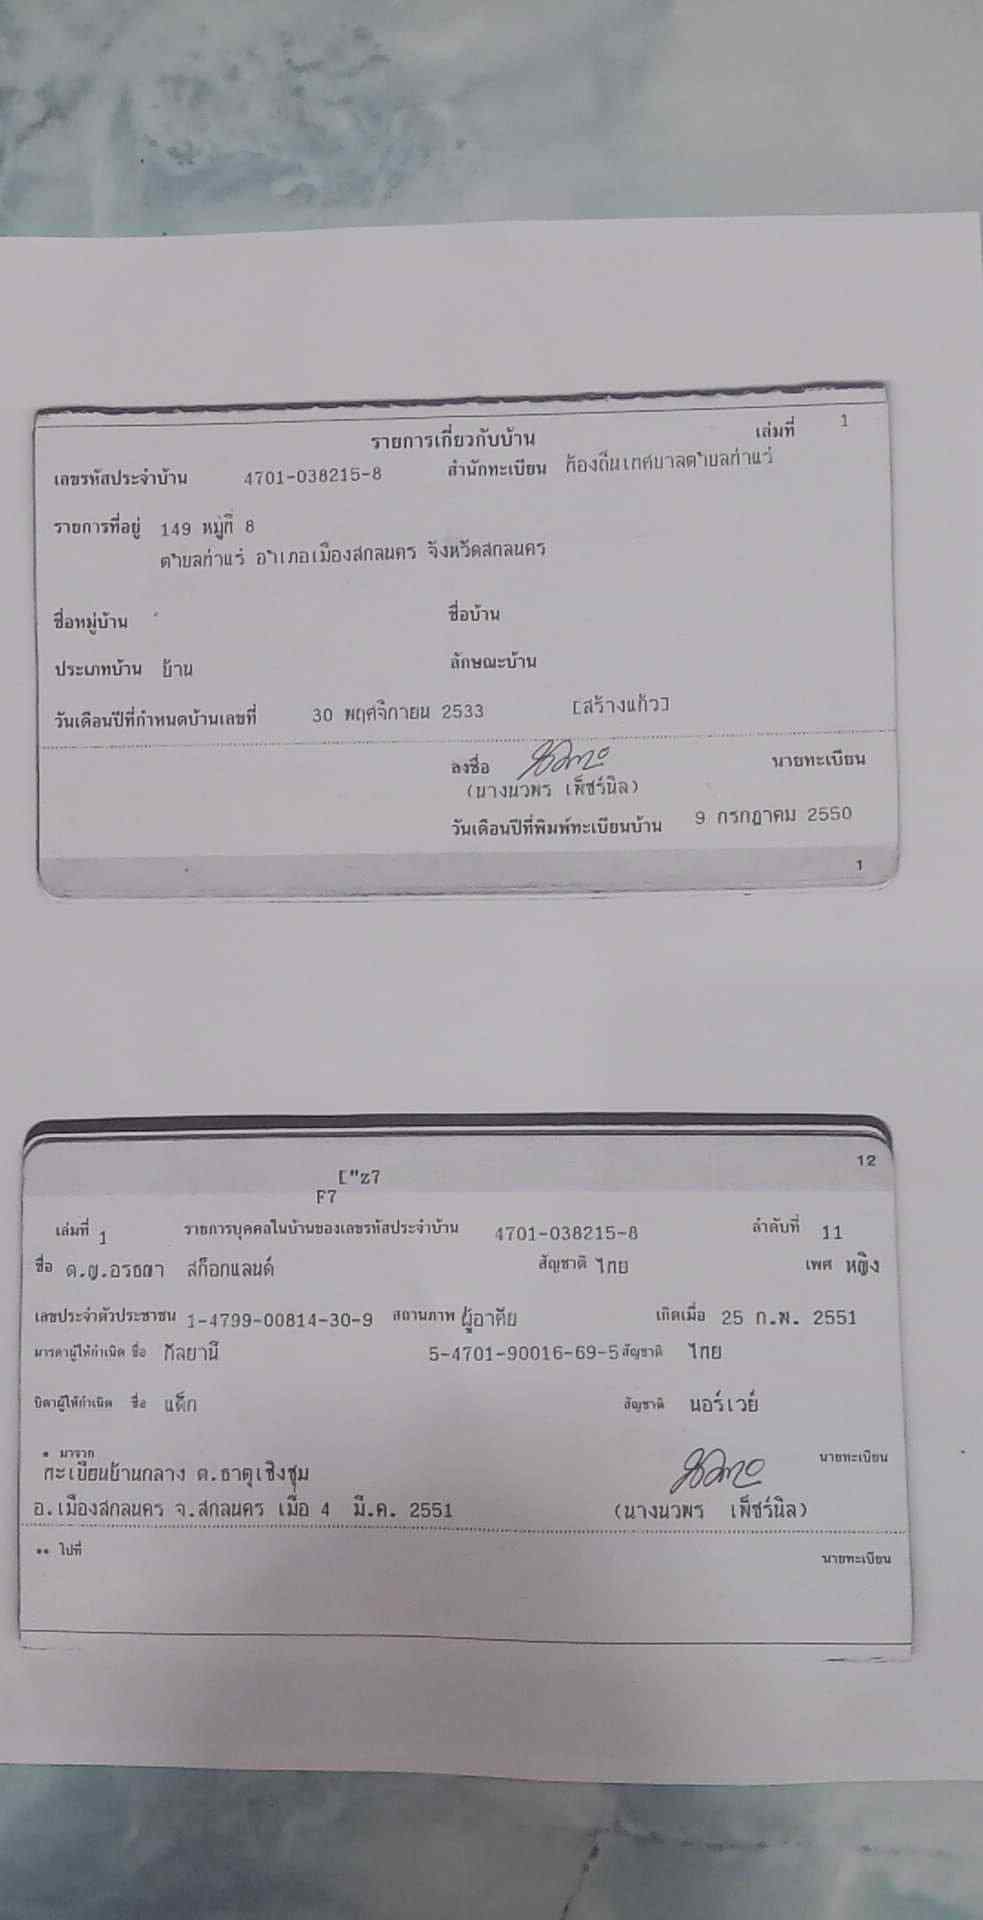 รายการเกี่ยวกับบ้าน เล่มที่ 1
เลขรหัสประจำบ้าน 4701-038215-8 สำนักทะเบียน ท้องถิ่นเทศบาลตำบลท่าแร่
รายการที่อยู่ 149 หมู่ที่ 8
ตำบลท่าแร่ อำเภอเมืองสกลนคร จังหวัดสกลนคร
ชื่อหมู่บ้าน ชื่อบ้าน
ประเภทบ้าน บ้าน ลักษณะบ้าน
วันเดือนปีที่กำหนดบ้านเลขที่ 30 พฤศจิกายน 2533 [สร้างแก้ว]
ลงชื่อ นายทะเบียน
(นางนวพร เพ็ชร์นิล)
วันเดือนปีที่พิมพ์ทะเบียนบ้าน 9 กรกฎาคม 2550
1
12
["z7
F7
เล่มที่ 1 รายการบุคคลในบ้านของเลขรหัสประจำบ้าน 4701-038215-8 ลำดับที่ 11
ชื่อ ด.ญ.อรธญา สก็อกแลนด์ สัญชาติ ไทย เพศ หญิง
เลขประจำตัวประชาชน 1-4799-00814-30-9 สถานภาพ ผู้อาศัย เกิดเมื่อ 25 ก.พ. 2551
มารดาผู้ให้กำเนิด ชื่อ กัลยานี 5-4701-90016-69-5 สัญชาติ ไทย
บิดาผู้ให้กำเนิด ชื่อ แด็ก สัญชาติ นอร์เวย์
* มาจาก นายทะเบียน
ทะเบียนบ้านกลาง ต.ธาตุเชิงชุม
อ.เมืองสกลนคร จ.สกลนคร เมื่อ 4 มี.ค. 2551 (นางนวพร เพ็ชร์นิล)
** ไปที่ นายทะเบียน